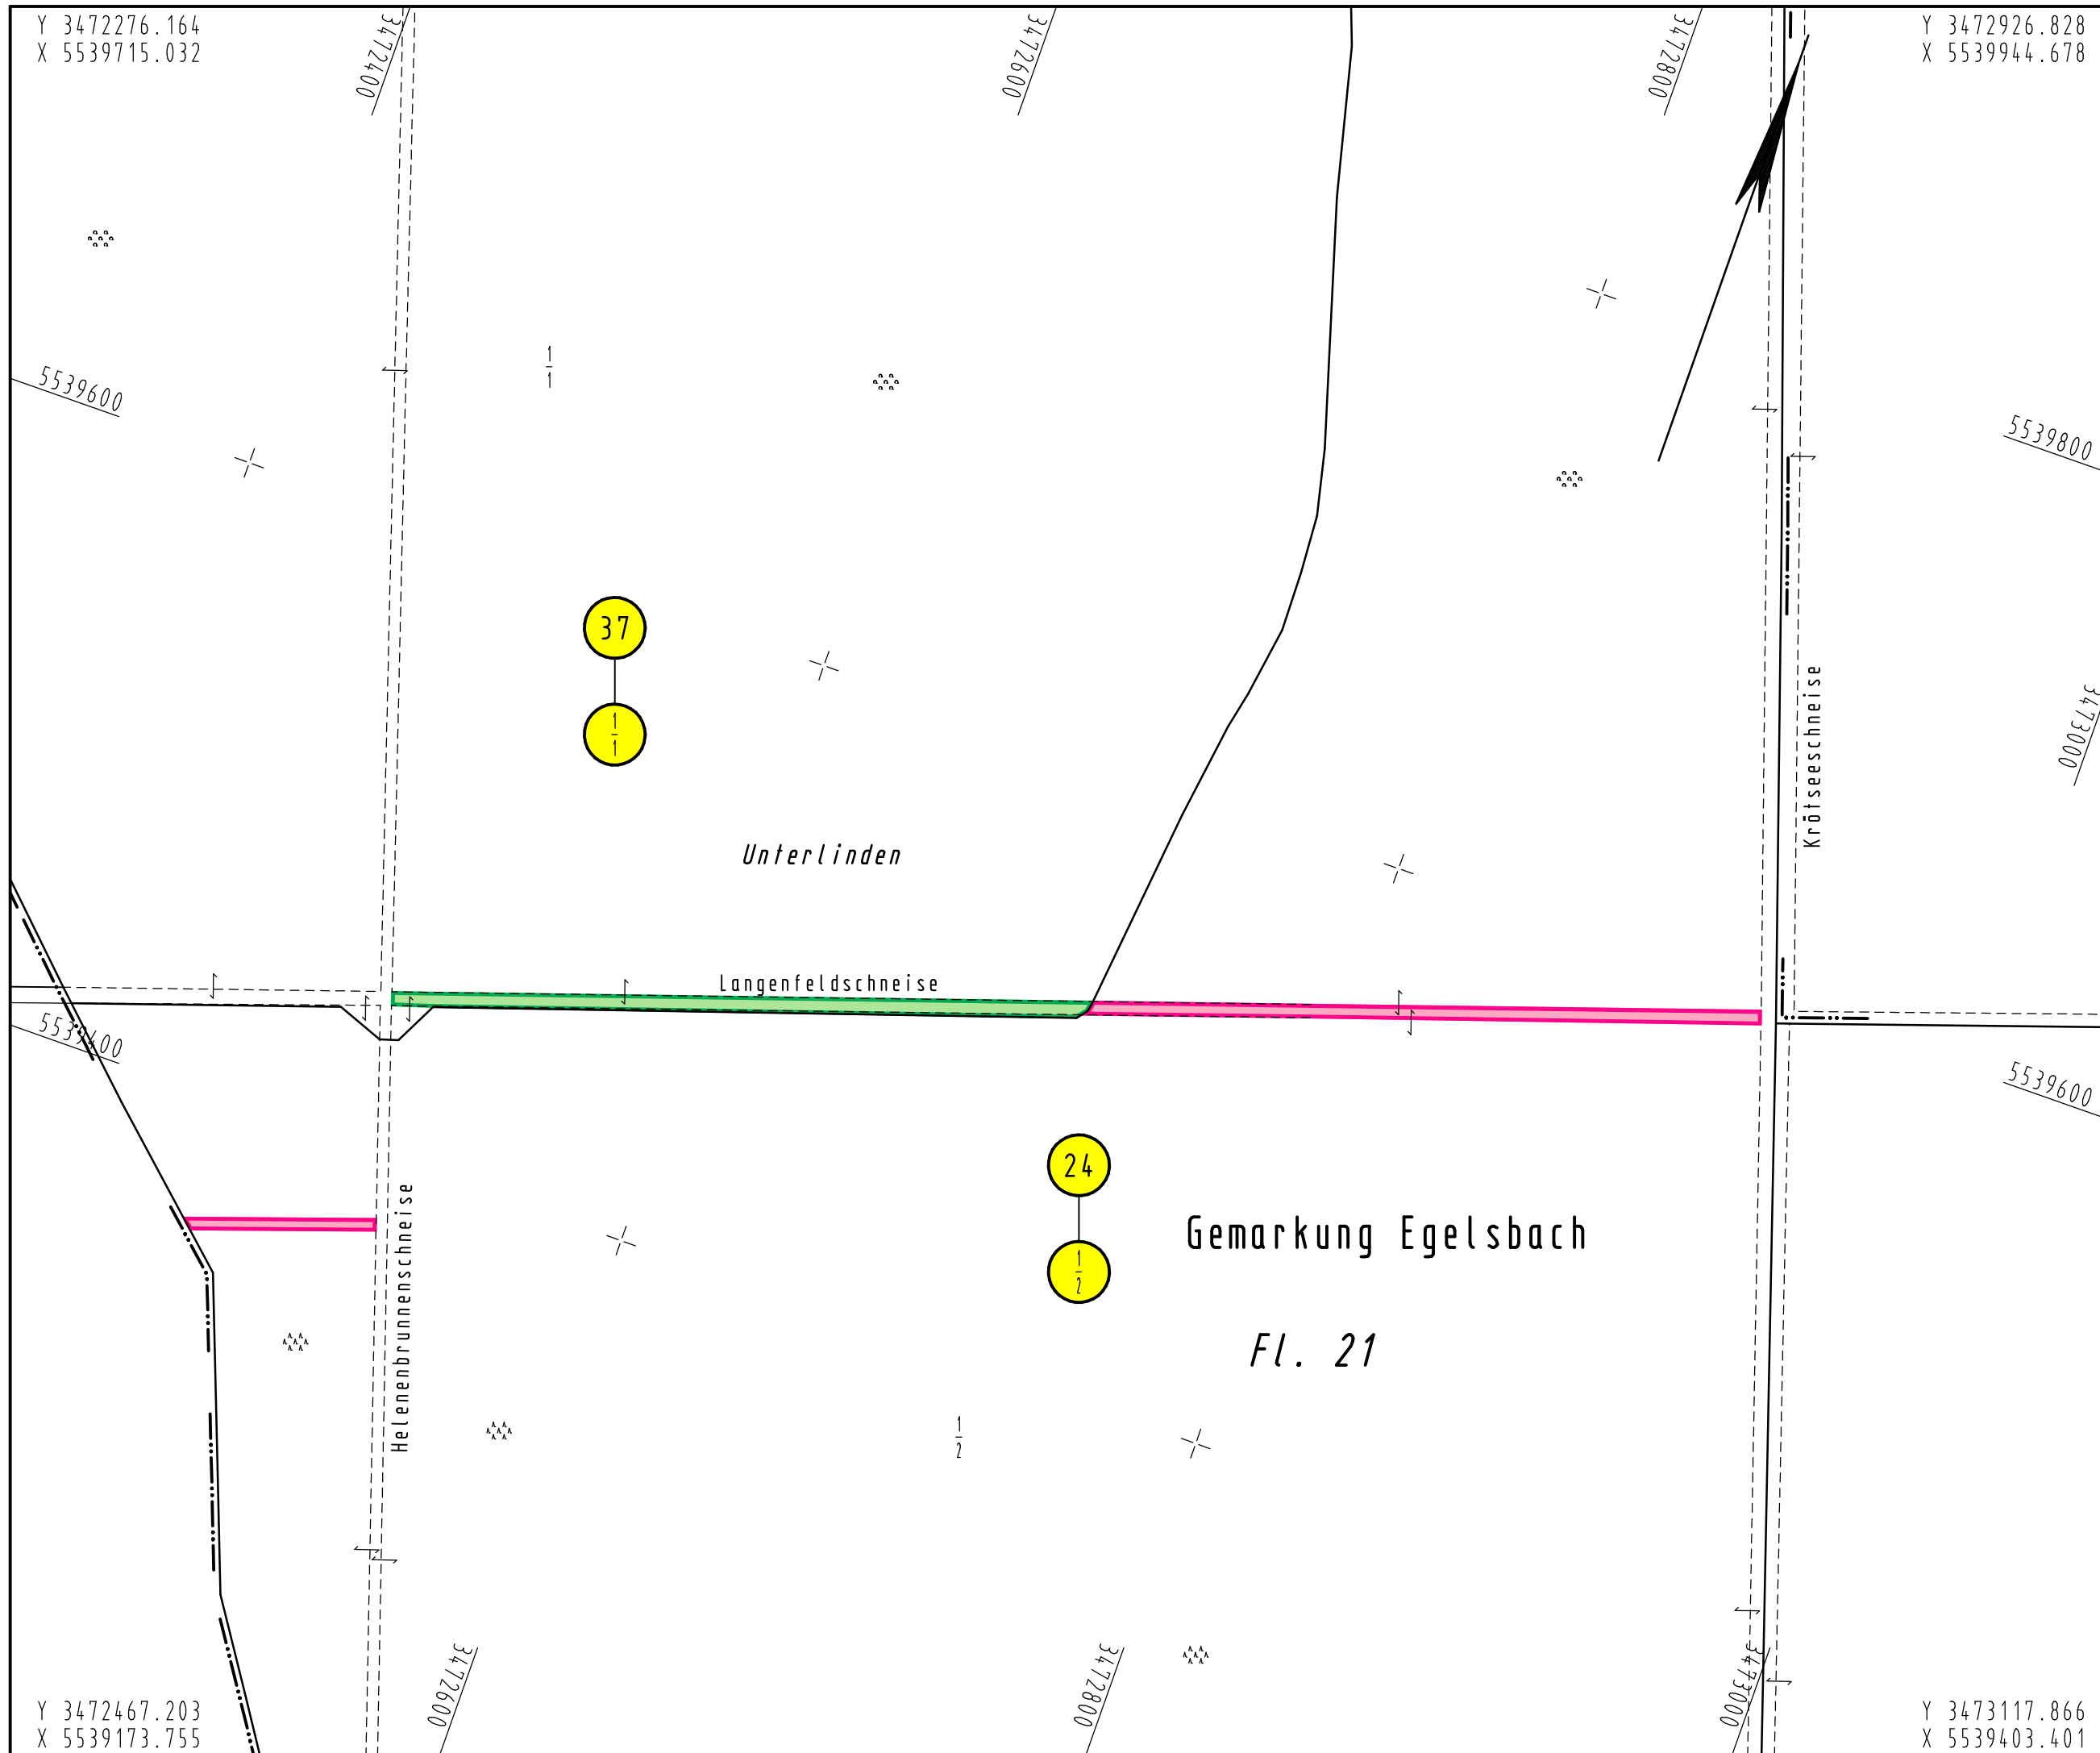 Y 3472276.164
X 5539715.032
3472400
3472600
3472800
Y 3472926.828
X 5539944.678
1
1
5539600
5539800
37
1
1
Krötseeschneise
3473000
Unterlinden
Langenfeldschneise
5539400
5539600
24
1
2
Gemarkung Egelsbach
Helenenbrunnenschneise
Fl. 21
1
2
3472600
3472800
3473000
Y 3472467.203
X 5539173.755
Y 3473117.866
X 5539403.401